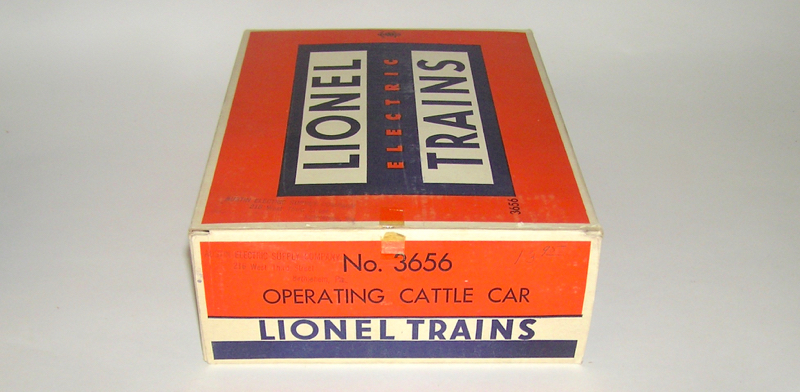 LIONEL
ELECTRIC
TRAINS
3656
No. 3656
OPERATING CATTLE CAR
LIONEL TRAINS